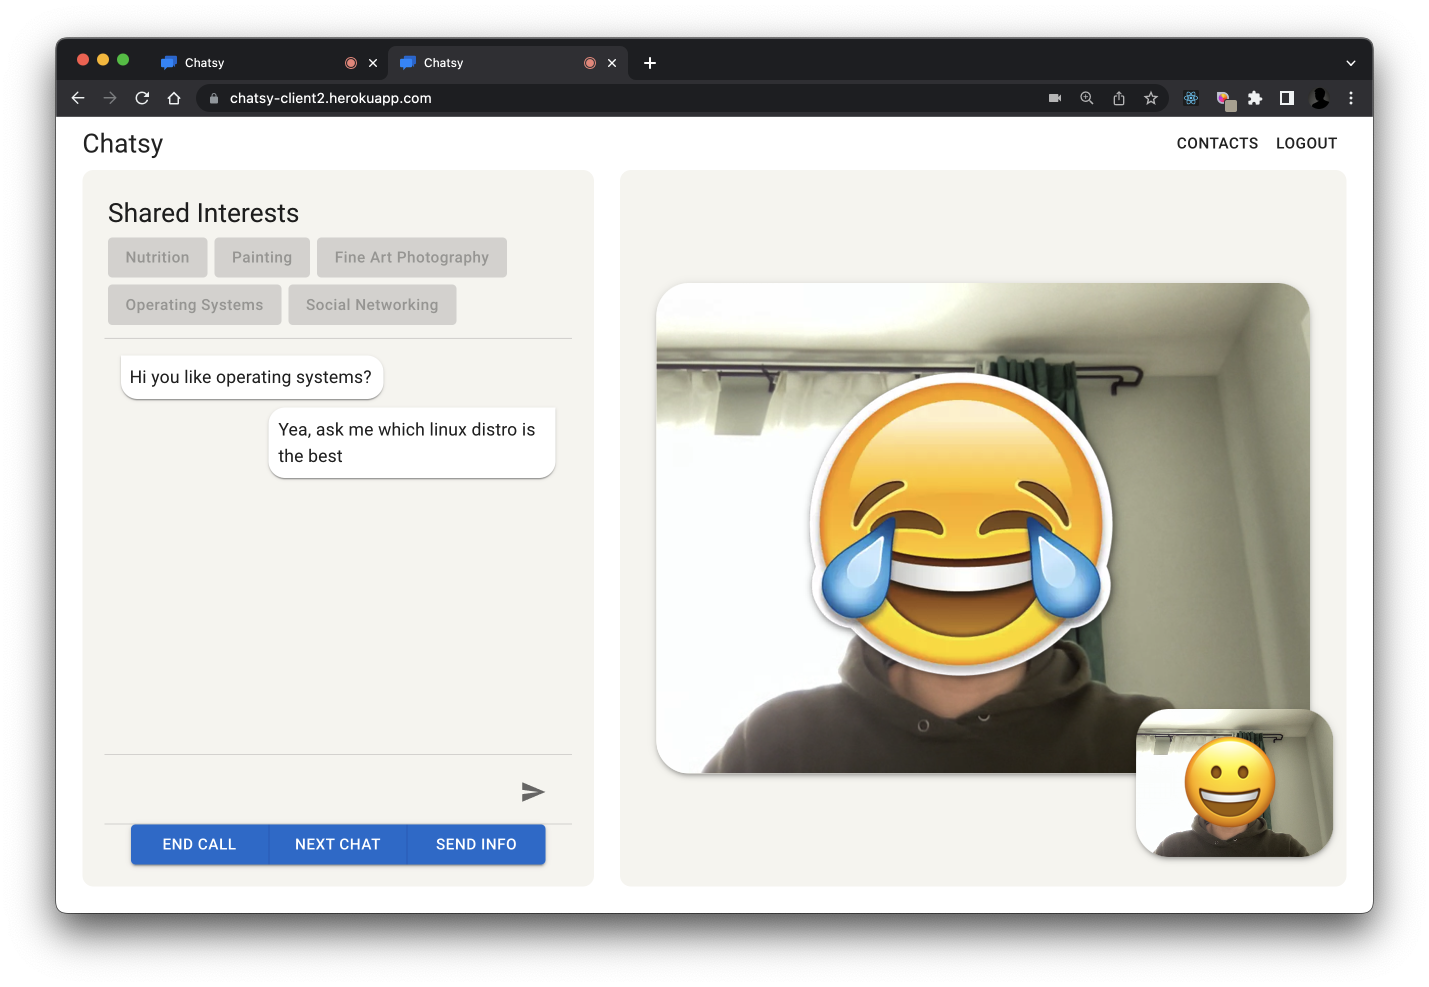 Chatsy
Chatsy
chatsy-client2.herokuapp.com
Chatsy
CONTACTS
LOGOUT
Shared Interests
Nutrition
Painting
Fine Art Photography
Operating Systems
Social Networking
Hi you like operating systems?
Yea, ask me which linux distro is
the best
END CALL
NEXT CHAT
SEND INFO